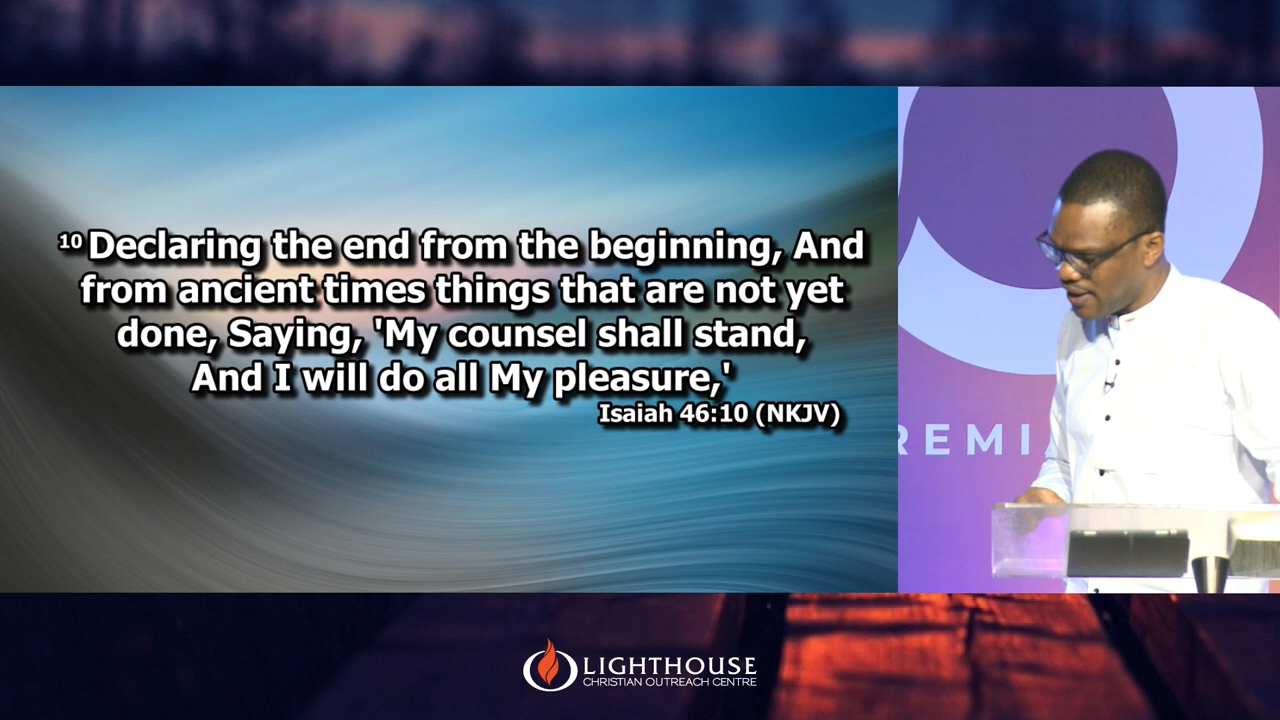 10 Declaring the end from the beginning, And
from ancient times things that are not yet
done, Saying, 'My counsel shall stand,
And I will do all My pleasure,'
Isaiah 46:10 (NKJV)
REMI
LIGHTHOUSE
CHRISTIAN OUTREACH CENTRE